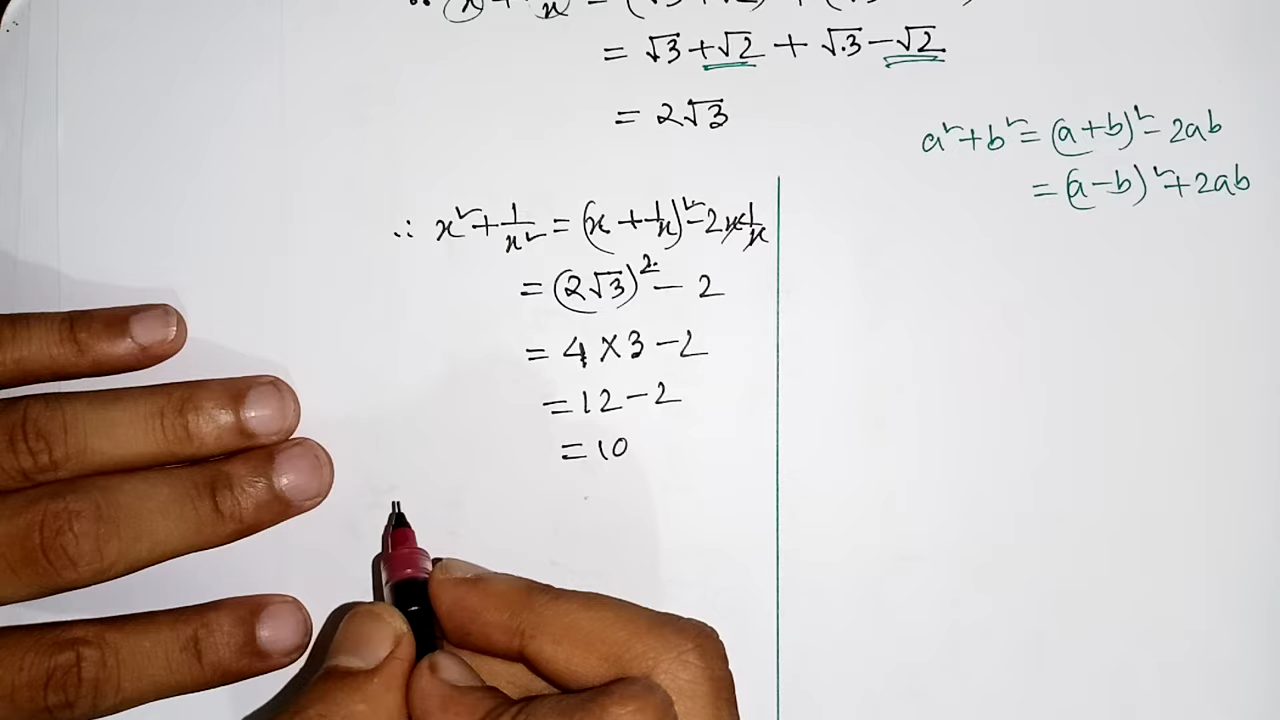 = √3 + √2 + √3 − √2
= 2√3
∴ x² + 1/x² = (x + 1/x)² − 2x·1/x
= (2√3)² − 2
= 4 × 3 − 2
= 12 − 2
= 10
a² + b² = (a + b)² − 2ab
= (a − b)² + 2ab